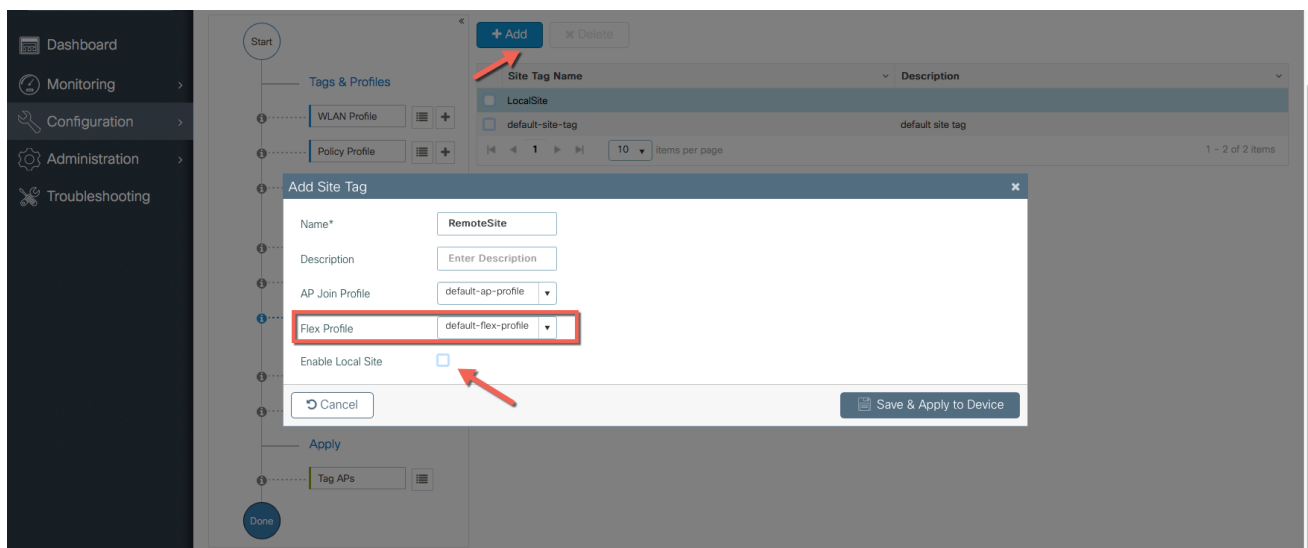 Dashboard
Monitoring
Configuration
Administration
Troubleshooting
Start
Tags & Profiles
WLAN Profile
Policy Profile
Apply
Tag APs
Done
+ Add
× Delete
Site Tag Name
Description
LocalSite
default-site-tag
default site tag
1
10
items per page
1 - 2 of 2 items
Add Site Tag
Name*
RemoteSite
Description
Enter Description
AP Join Profile
default-ap-profile
Flex Profile
default-flex-profile
Enable Local Site
Cancel
Save & Apply to Device